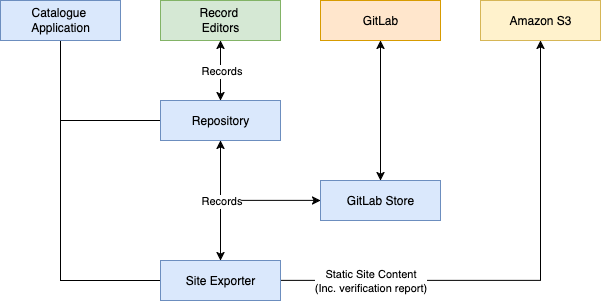 Catalogue
Application
Record
Editors
GitLab
Amazon S3
Records
Repository
Records
GitLab Store
Site Exporter
Static Site Content
(Inc. verification report)